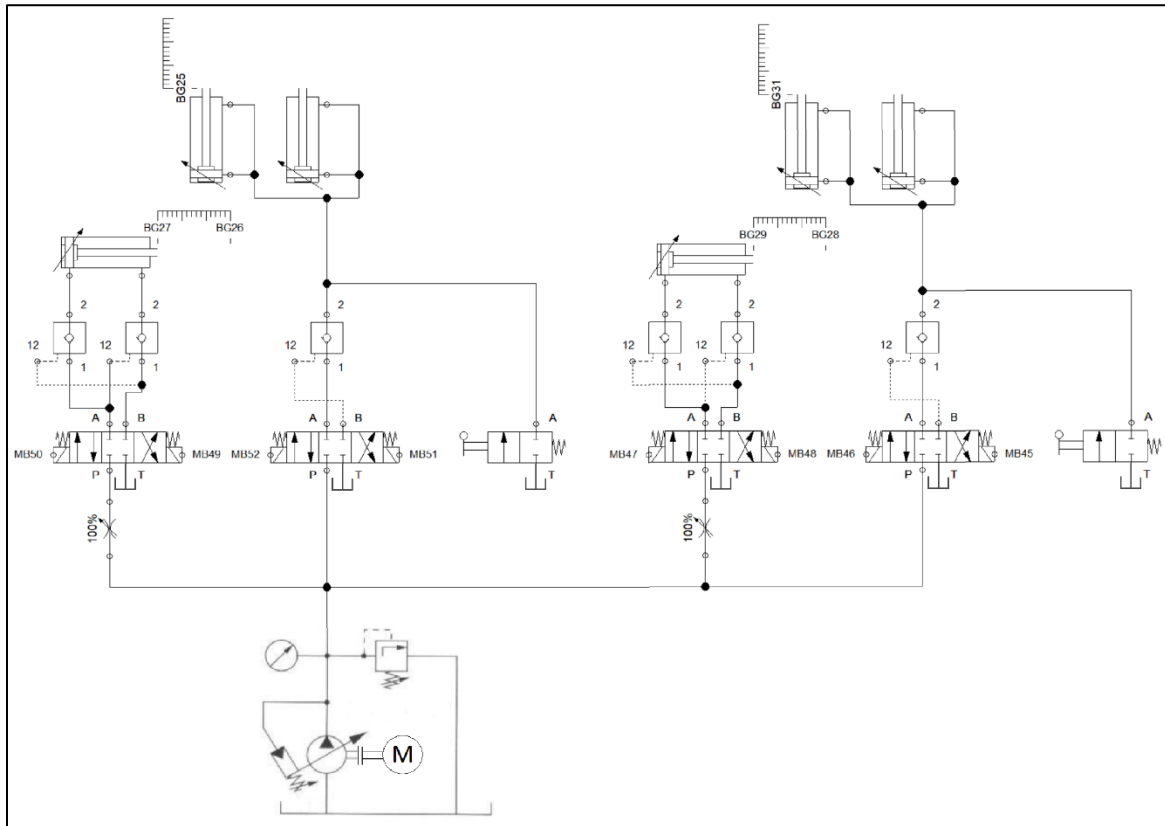 BG25
BG31
BG27 BG26
BG29 BG28
2 2 2
2 2 2
12 12 12
12 12 12
1 1 1
1 1 1
A B A B A
A B A B A
MB50 MB49 MB52 MB51
MB47 MB48 MB46 MB45
P T P T T
P T P T T
100%
100%
M